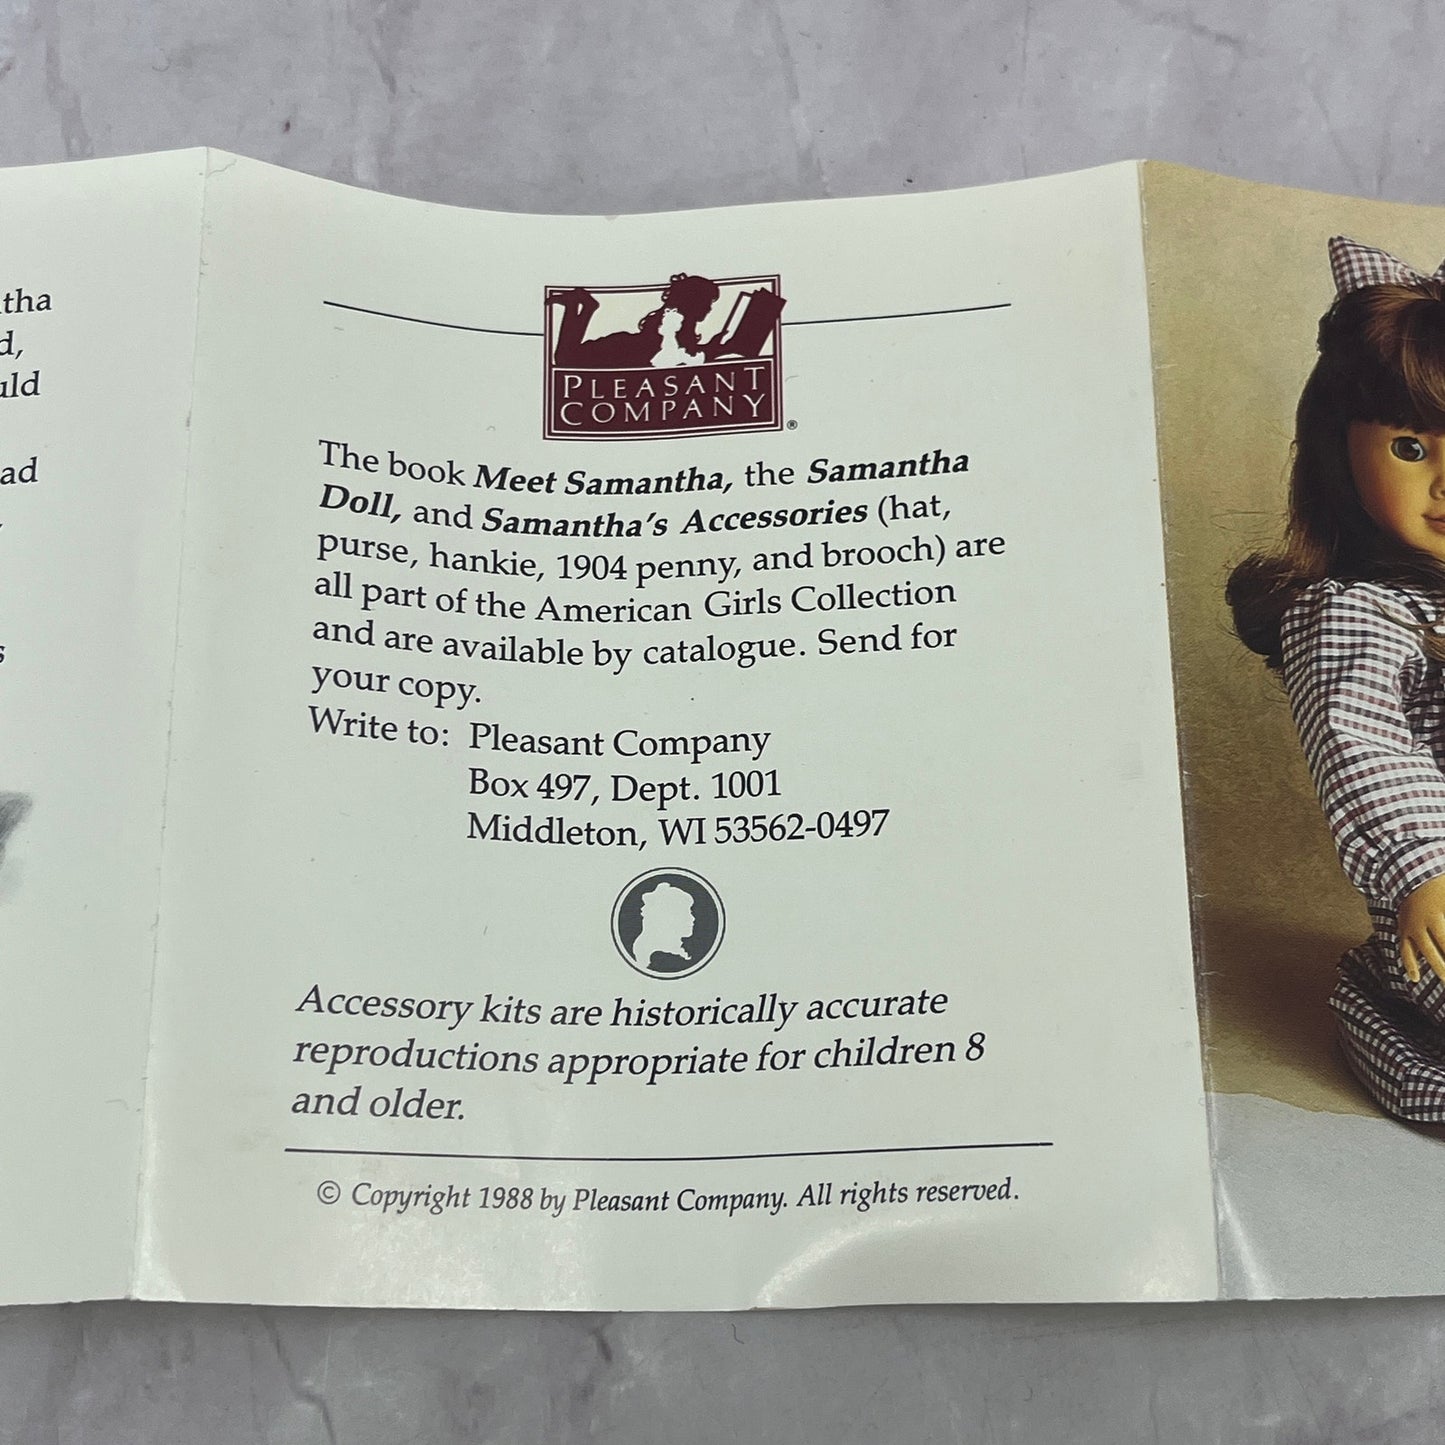 tha
d,
uld
ad
s
PLEASANT
COMPANY
®
The book Meet Samantha, the Samantha
Doll, and Samantha's Accessories (hat,
purse, hankie, 1904 penny, and brooch) are
all part of the American Girls Collection
and are available by catalogue. Send for
your copy.
Write to: Pleasant Company
Box 497, Dept. 1001
Middleton, WI 53562-0497
Accessory kits are historically accurate
reproductions appropriate for children 8
and older.
© Copyright 1988 by Pleasant Company. All rights reserved.